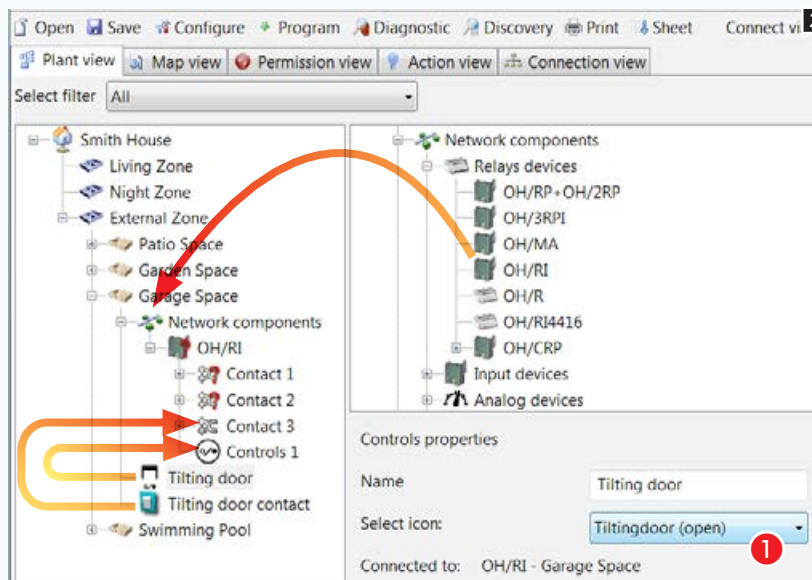 Open Save Configure Program Diagnostic Discovery Print Sheet Connect vi
Plant view Map view Permission view Action view Connection view
Select filter All
Smith House
Living Zone
Night Zone
External Zone
Patio Space
Garden Space
Garage Space
Network components
OH/RI
Contact 1
Contact 2
Contact 3
Controls 1
Tilting door
Tilting door contact
Swimming Pool
Network components
Relays devices
OH/RP+OH/2RP
OH/3RPI
OH/MA
OH/RI
OH/R
OH/RI4416
OH/CRP
Input devices
Analog devices
Controls properties
Name Tilting door
Select icon: Tiltingdoor (open)
1
Connected to: OH/RI - Garage Space